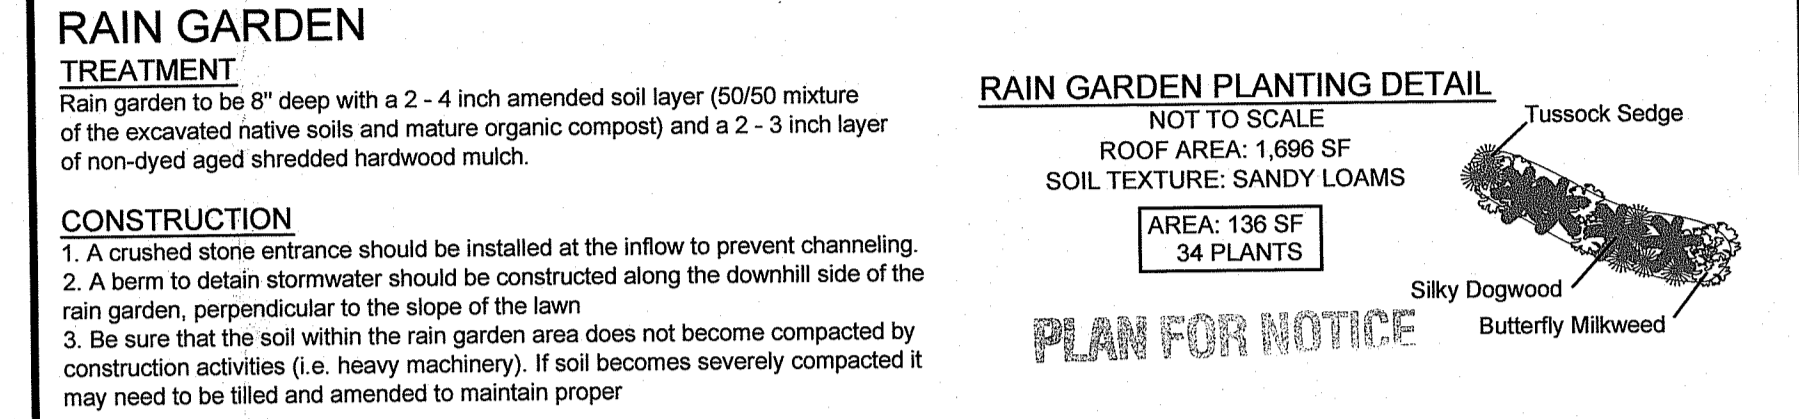 RAIN GARDEN
TREATMENT
Rain garden to be 8" deep with a 2 - 4 inch amended soil layer (50/50 mixture
of the excavated native soils and mature organic compost) and a 2 - 3 inch layer
of non-dyed aged shredded hardwood mulch.
CONSTRUCTION
1. A crushed stone entrance should be installed at the inflow to prevent channeling.
2. A berm to detain stormwater should be constructed along the downhill side of the
rain garden, perpendicular to the slope of the lawn
3. Be sure that the soil within the rain garden area does not become compacted by
construction activities (i.e. heavy machinery). If soil becomes severely compacted it
may need to be tilled and amended to maintain proper
RAIN GARDEN PLANTING DETAIL
NOT TO SCALE
ROOF AREA: 1,696 SF
SOIL TEXTURE: SANDY LOAMS
AREA: 136 SF
34 PLANTS
Tussock Sedge
Silky Dogwood
Butterfly Milkweed
PLAN FOR NOTICE